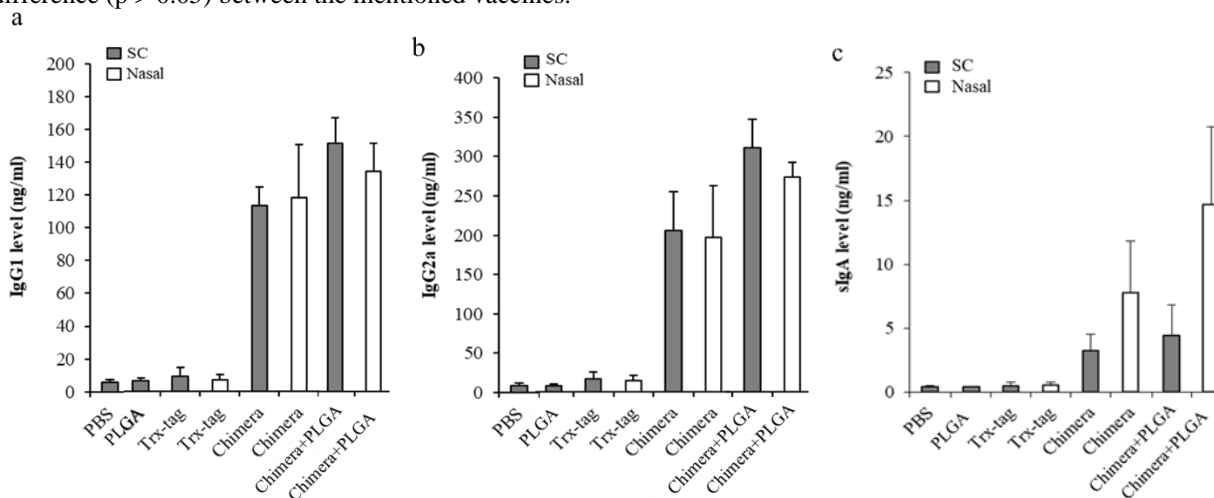 difference (p > 0.05) between the mentioned vaccines.
a
SC
Nasal
IgG1 level (ng/ml)
200
180
160
140
120
100
80
60
40
20
0
PBS
PLGA
Trx-tag
Trx-tag
Chimera
Chimera
Chimera+PLGA
Chimera+PLGA
b
SC
Nasal
IgG2a level (ng/ml)
400
350
300
250
200
150
100
50
0
PBS
PLGA
Trx-tag
Trx-tag
Chimera
Chimera
Chimera+PLGA
Chimera+PLGA
c
SC
Nasal
sIgA level (ng/ml)
25
20
15
10
5
0
PBS
PLGA
Trx-tag
Trx-tag
Chimera
Chimera
Chimera+PLGA
Chimera+PLGA